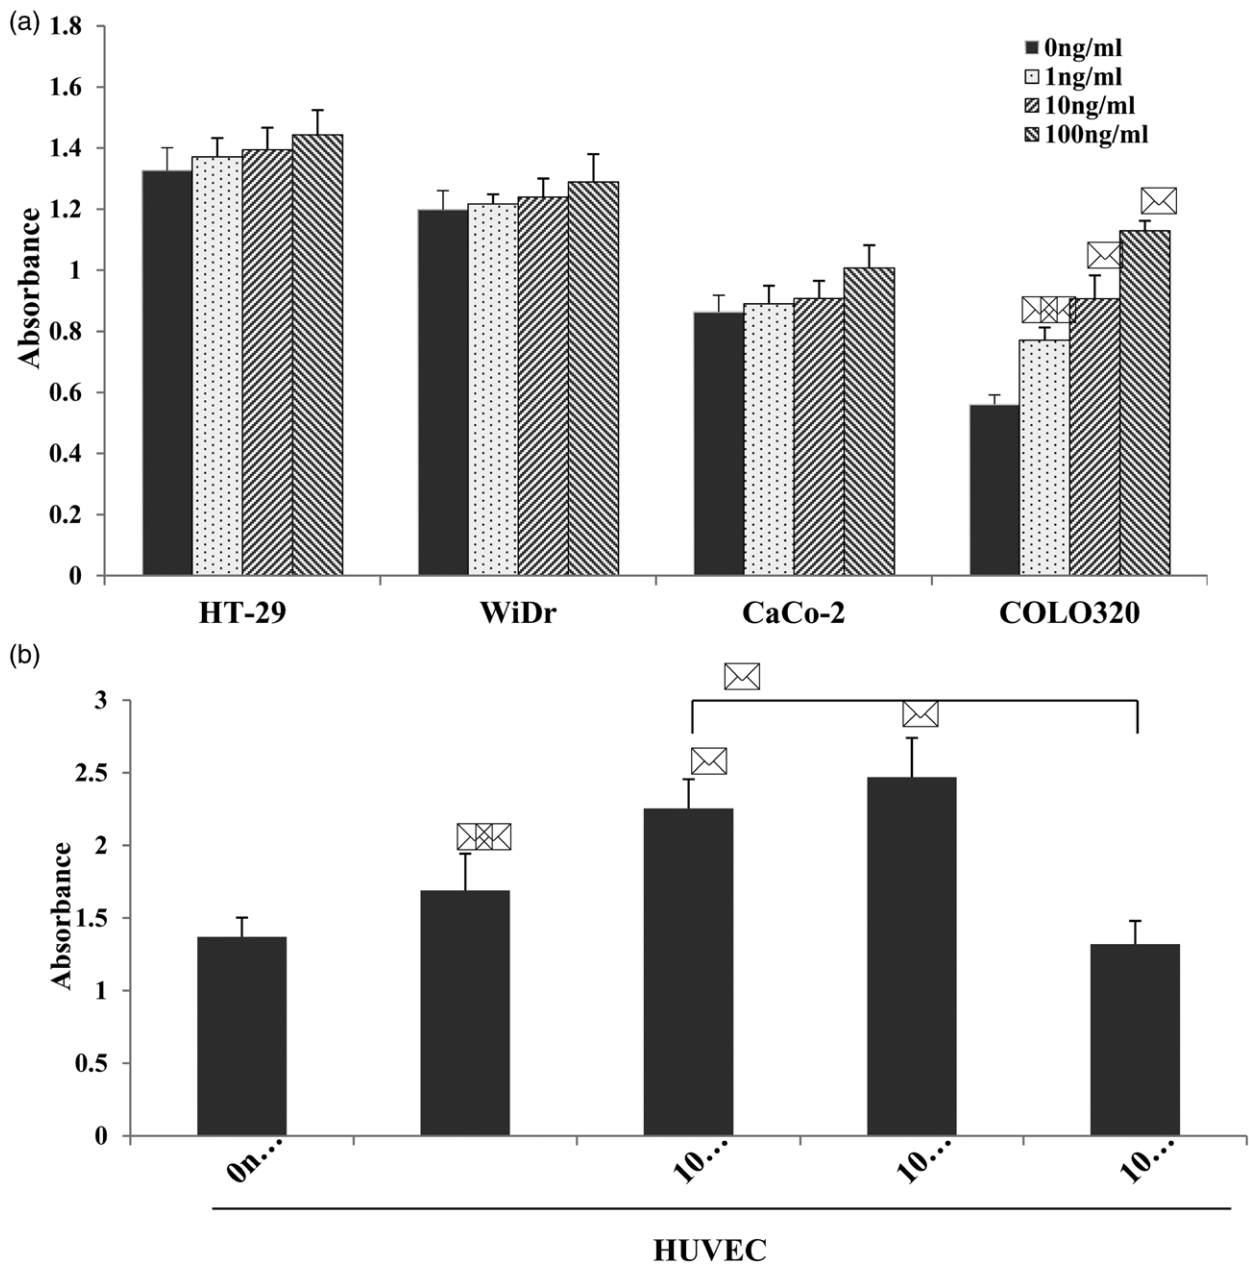 (a)
1.8
1.6
1.4
1.2
1
0.8
0.6
0.4
0.2
0
Absorbance
0ng/ml
1ng/ml
10ng/ml
100ng/ml
HT-29 WiDr CaCo-2 COLO320
(b)
3
2.5
2
1.5
1
0.5
0
Absorbance
0n... 10... 10... 10...
HUVEC